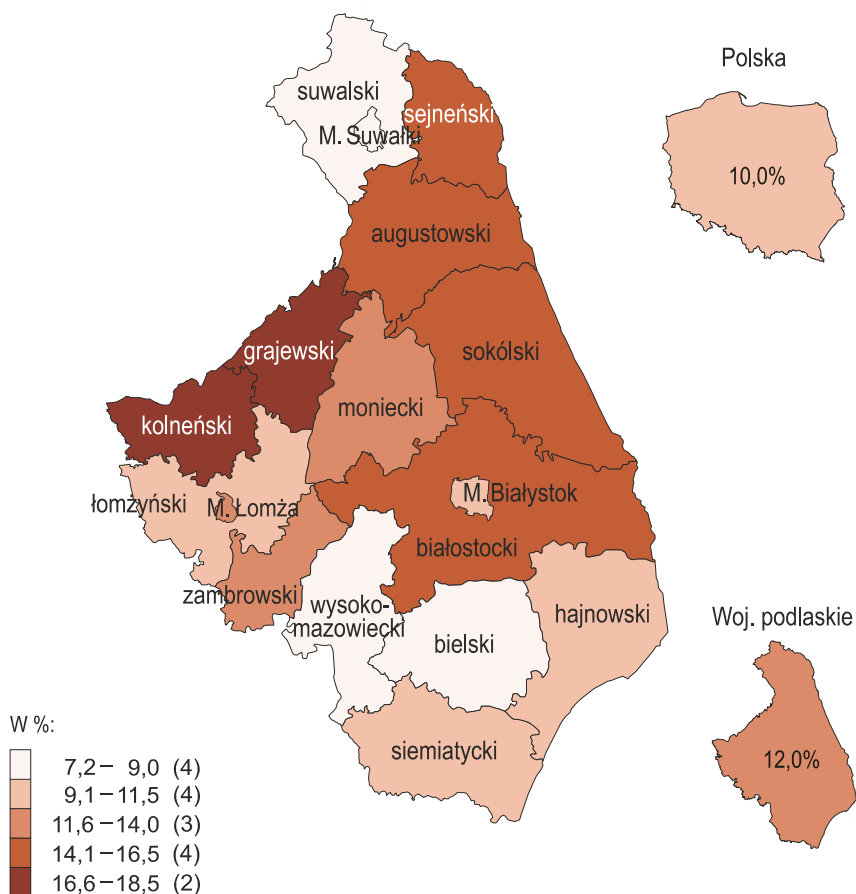 Polska
10,0%
suwalski
M. Suwałki
sejneński
augustowski
grajewski
sokólski
kolneński
moniecki
łomżyński
M. Łomża
M. Białystok
białostocki
zambrowski
wysoko-
mazowiecki
bielski
hajnowski
siemiatycki
Woj. podlaskie
12,0%
W %:
7,2 – 9,0 (4)
9,1 – 11,5 (4)
11,6 – 14,0 (3)
14,1 – 16,5 (4)
16,6 – 18,5 (2)